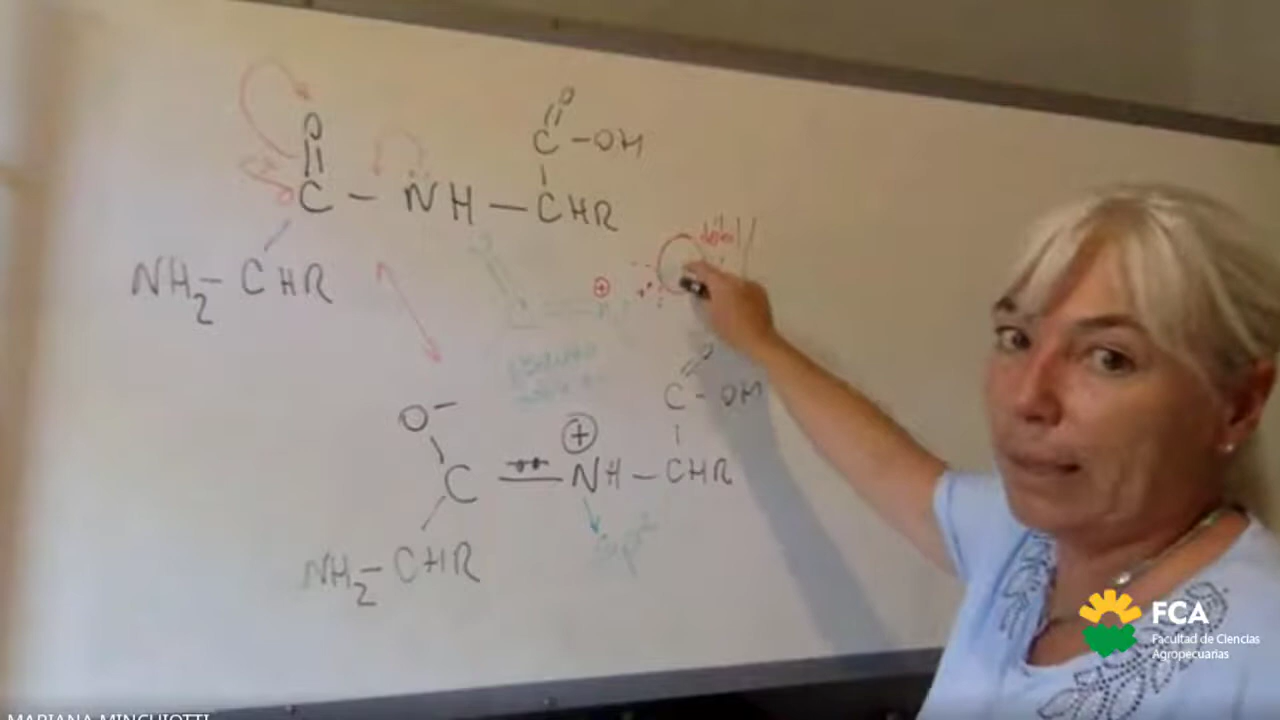 O
O
C -OH
C - NH - CHR
NH2- CHR
⊕
C - OH
O-
⊕
C = NH - CHR
NH2- CHR
FCA
Facultad de Ciencias
Agropecuarias
MARIANA MINCHIOTTI